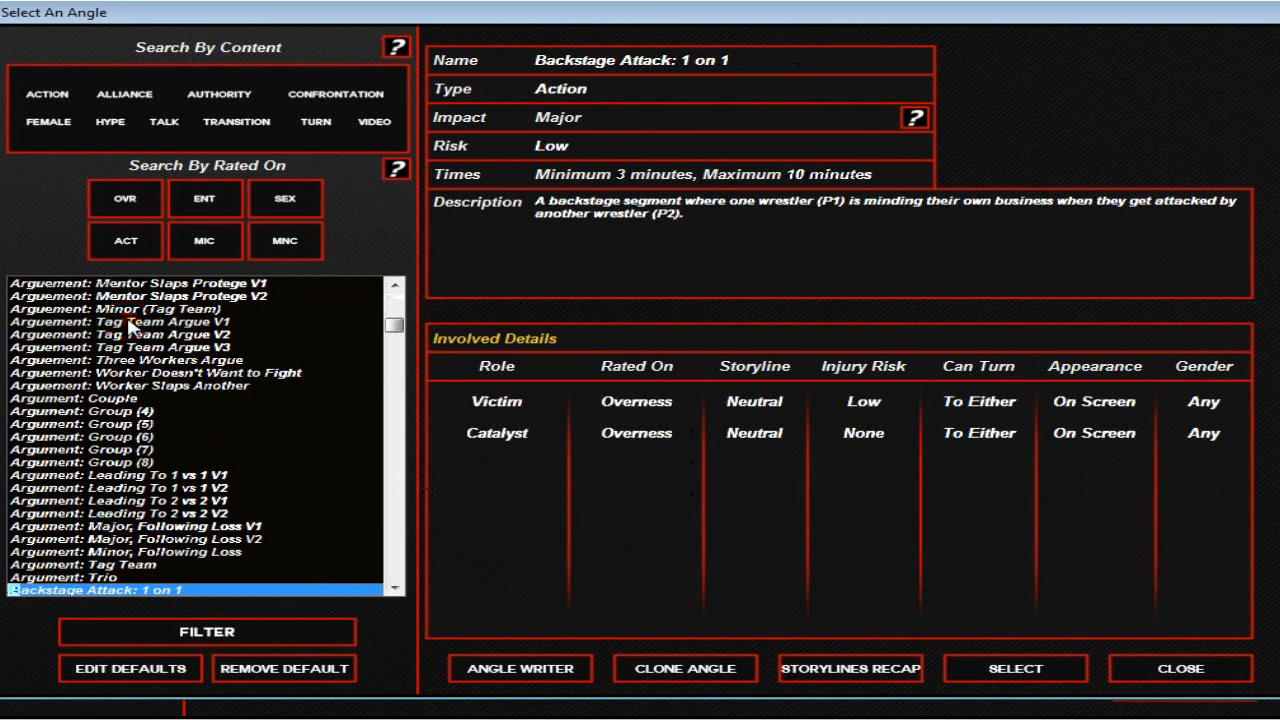 Select An Angle
Search By Content
?
ACTION ALLIANCE AUTHORITY CONFRONTATION
FEMALE HYPE TALK TRANSITION TURN VIDEO
Search By Rated On
?
OVR ENT SEX
ACT MIC MNC
Arguement: Mentor Slaps Protege V1
Arguement: Mentor Slaps Protege V2
Arguement: Minor (Tag Team)
Arguement: Tag Team Argue V1
Arguement: Tag Team Argue V2
Arguement: Tag Team Argue V3
Arguement: Three Workers Argue
Arguement: Worker Doesn't Want to Fight
Arguement: Worker Slaps Another
Argument: Couple
Argument: Group (4)
Argument: Group (5)
Argument: Group (6)
Argument: Group (7)
Argument: Group (8)
Argument: Leading To 1 vs 1 V1
Argument: Leading To 1 vs 1 V2
Argument: Leading To 2 vs 2 V1
Argument: Leading To 2 vs 2 V2
Argument: Major, Following Loss V1
Argument: Major, Following Loss V2
Argument: Minor, Following Loss
Argument: Tag Team
Argument: Trio
Backstage Attack: 1 on 1
FILTER
EDIT DEFAULTS REMOVE DEFAULT
Name Backstage Attack: 1 on 1
Type Action
Impact Major ?
Risk Low
Times Minimum 3 minutes, Maximum 10 minutes
Description A backstage segment where one wrestler (P1) is minding their own business when they get attacked by
another wrestler (P2).
Involved Details
Role Rated On Storyline Injury Risk Can Turn Appearance Gender
Victim Overness Neutral Low To Either On Screen Any
Catalyst Overness Neutral None To Either On Screen Any
ANGLE WRITER CLONE ANGLE STORYLINES RECAP SELECT CLOSE